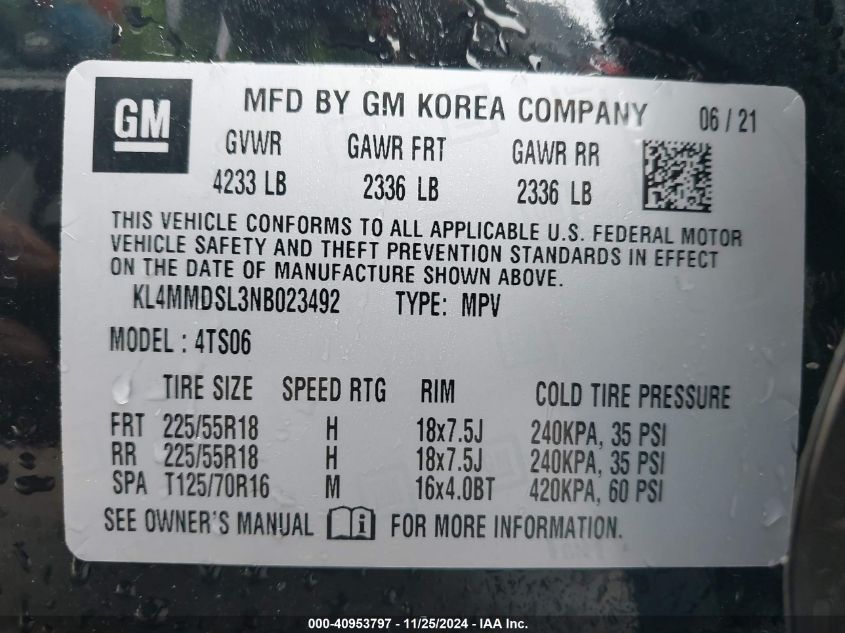 GM
MFD BY GM KOREA COMPANY 06 / 21
GVWR GAWR FRT GAWR RR
4233 LB 2336 LB 2336 LB
THIS VEHICLE CONFORMS TO ALL APPLICABLE U.S. FEDERAL MOTOR
VEHICLE SAFETY AND THEFT PREVENTION STANDARDS IN EFFECT
ON THE DATE OF MANUFACTURE SHOWN ABOVE.
KL4MMDSL3NB023492 TYPE: MPV
MODEL : 4TS06
TIRE SIZE SPEED RTG RIM COLD TIRE PRESSURE
FRT 225/55R18 H 18x7.5J 240KPA, 35 PSI
RR 225/55R18 H 18x7.5J 240KPA, 35 PSI
SPA T125/70R16 M 16x4.0BT 420KPA, 60 PSI
SEE OWNER'S MANUAL i FOR MORE INFORMATION.
000-40953797 - 11/25/2024 - IAA Inc.